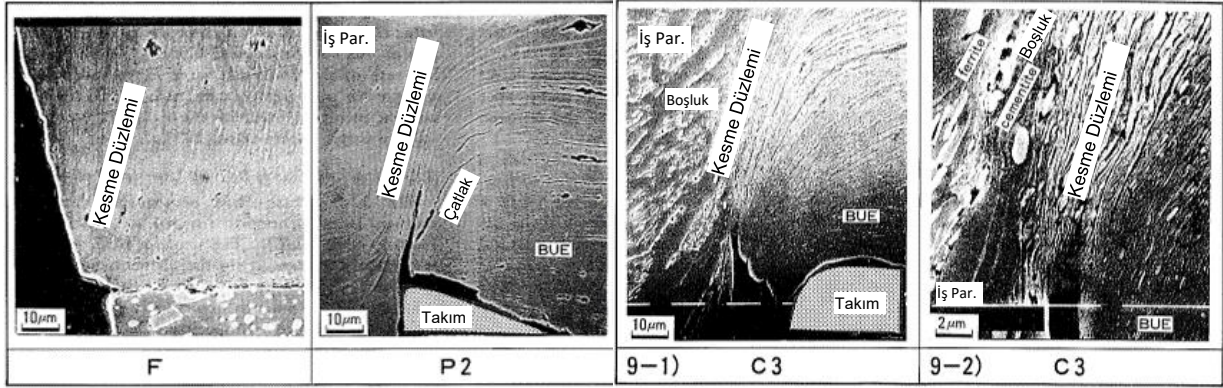 Kesme Düzlemi
10μm
F
İş Par.
Kesme Düzlemi
Çatlak
BUE
Takım
10μm
P2
İş Par.
Boşluk
Kesme Düzlemi
BUE
Takım
10μm
9-1) C3
ferrite
Boşluk
cementite
Kesme Düzlemi
İş Par.
BUE
2μm
9-2) C3